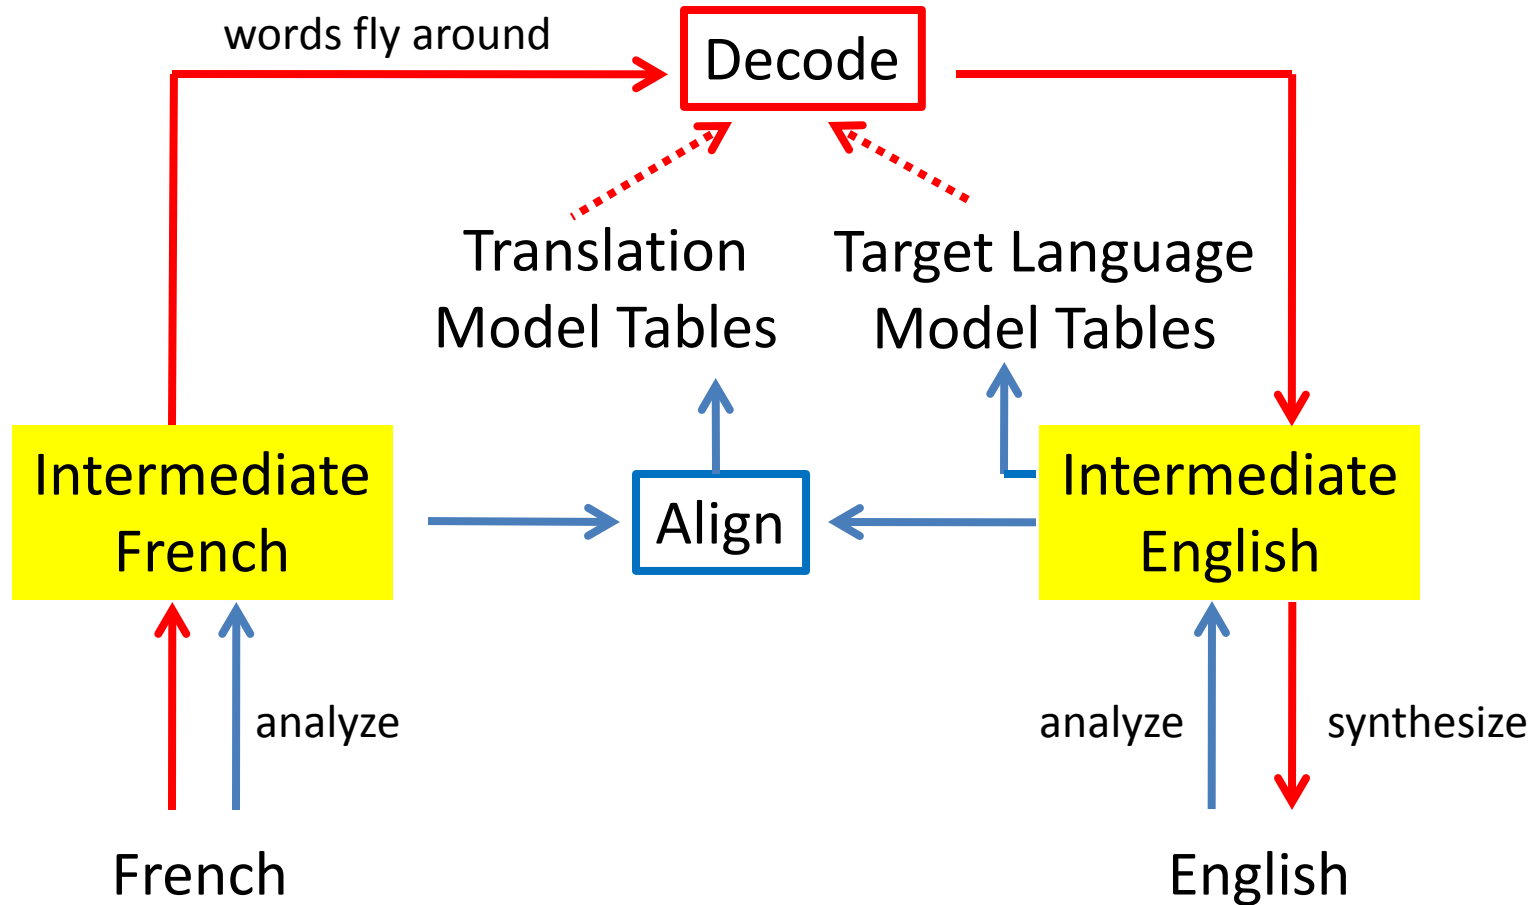 words fly around
Decode
Translation
Model Tables
Target Language
Model Tables
Intermediate
French
Align
Intermediate
English
analyze
analyze
synthesize
French
English